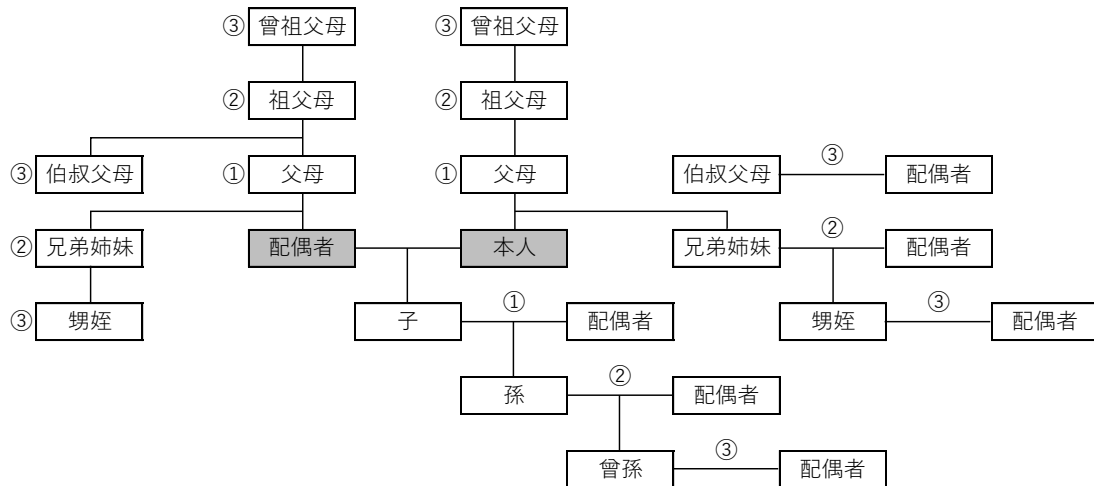 ③ 曾祖父母 ③ 曾祖父母
② 祖父母 ② 祖父母
③ 伯叔父母 ① 父母 ① 父母 伯叔父母 ③ 配偶者
② 兄弟姉妹 配偶者 本人 兄弟姉妹 ② 配偶者
③ 甥姪 子 ① 配偶者 甥姪 ③ 配偶者
孫 ② 配偶者
曾孫 ③ 配偶者